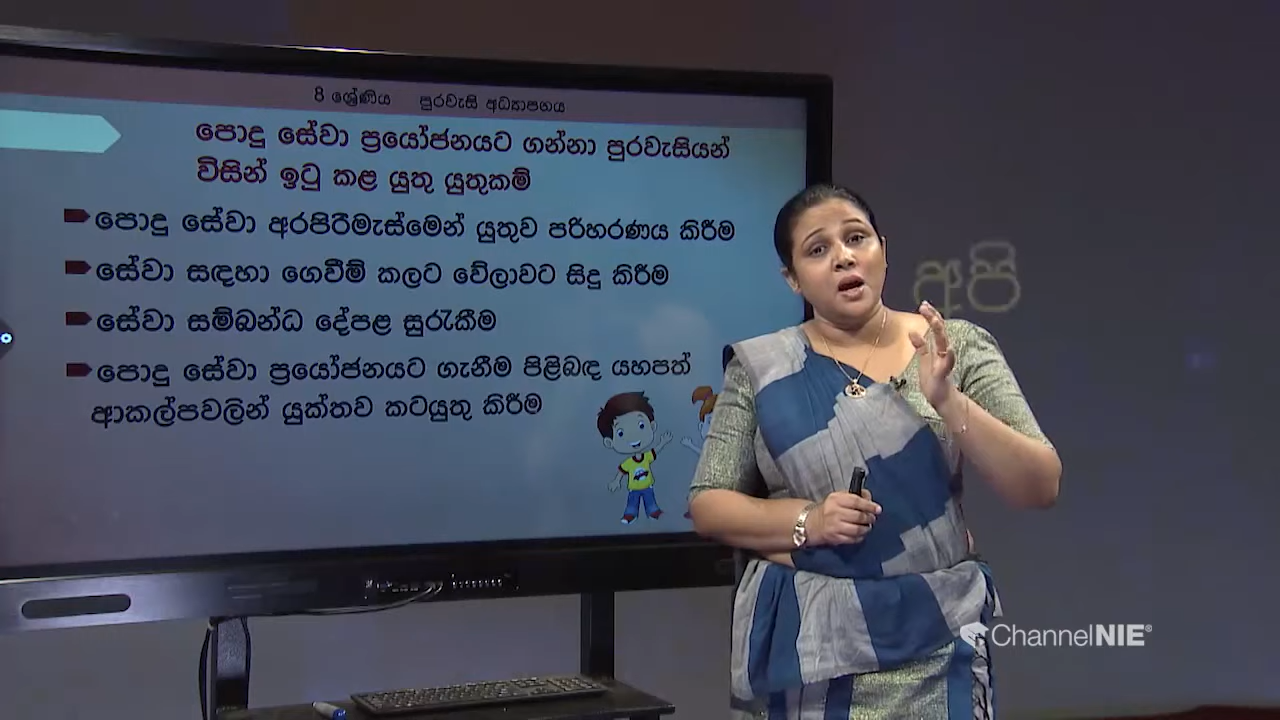 8 ශ්‍රේණිය පුරවැසි අධ්‍යාපනය
පොදු සේවා ප්‍රයෝජනයට ගන්නා පුරවැසියන්
විසින් ඉටු කළ යුතු යුතුකම්
පොදු සේවා අරපිරිමැස්මෙන් යුතුව පරිහරණය කිරීම
සේවා සඳහා ගෙවීම් කලට වේලාවට සිදු කිරීම
සේවා සම්බන්ධ දේපළ සුරැකීම
පොදු සේවා ප්‍රයෝජනයට ගැනීම පිළිබඳ යහපත්
ආකල්පවලින් යුක්තව කටයුතු කිරීම
අපි
ChannelNIE®